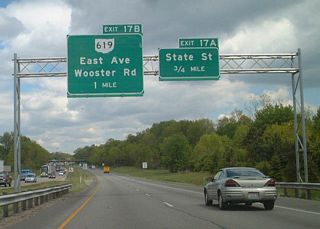 EXIT 17B
619
East Ave
Wooster Rd
1 MILE
EXIT 17A
State St
3/4 MILE